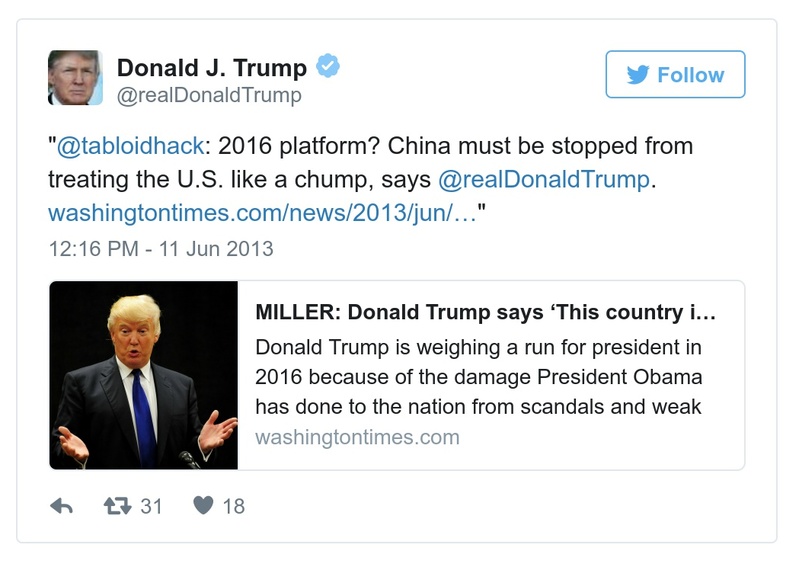 Donald J. Trump
@realDonaldTrump
Follow
"@tabloidhack: 2016 platform? China must be stopped from
treating the U.S. like a chump, says @realDonaldTrump.
washingtontimes.com/news/2013/jun/…"
12:16 PM - 11 Jun 2013
MILLER: Donald Trump says ‘This country i…
Donald Trump is weighing a run for president in
2016 because of the damage President Obama
has done to the nation from scandals and weak
washingtontimes.com
31
18